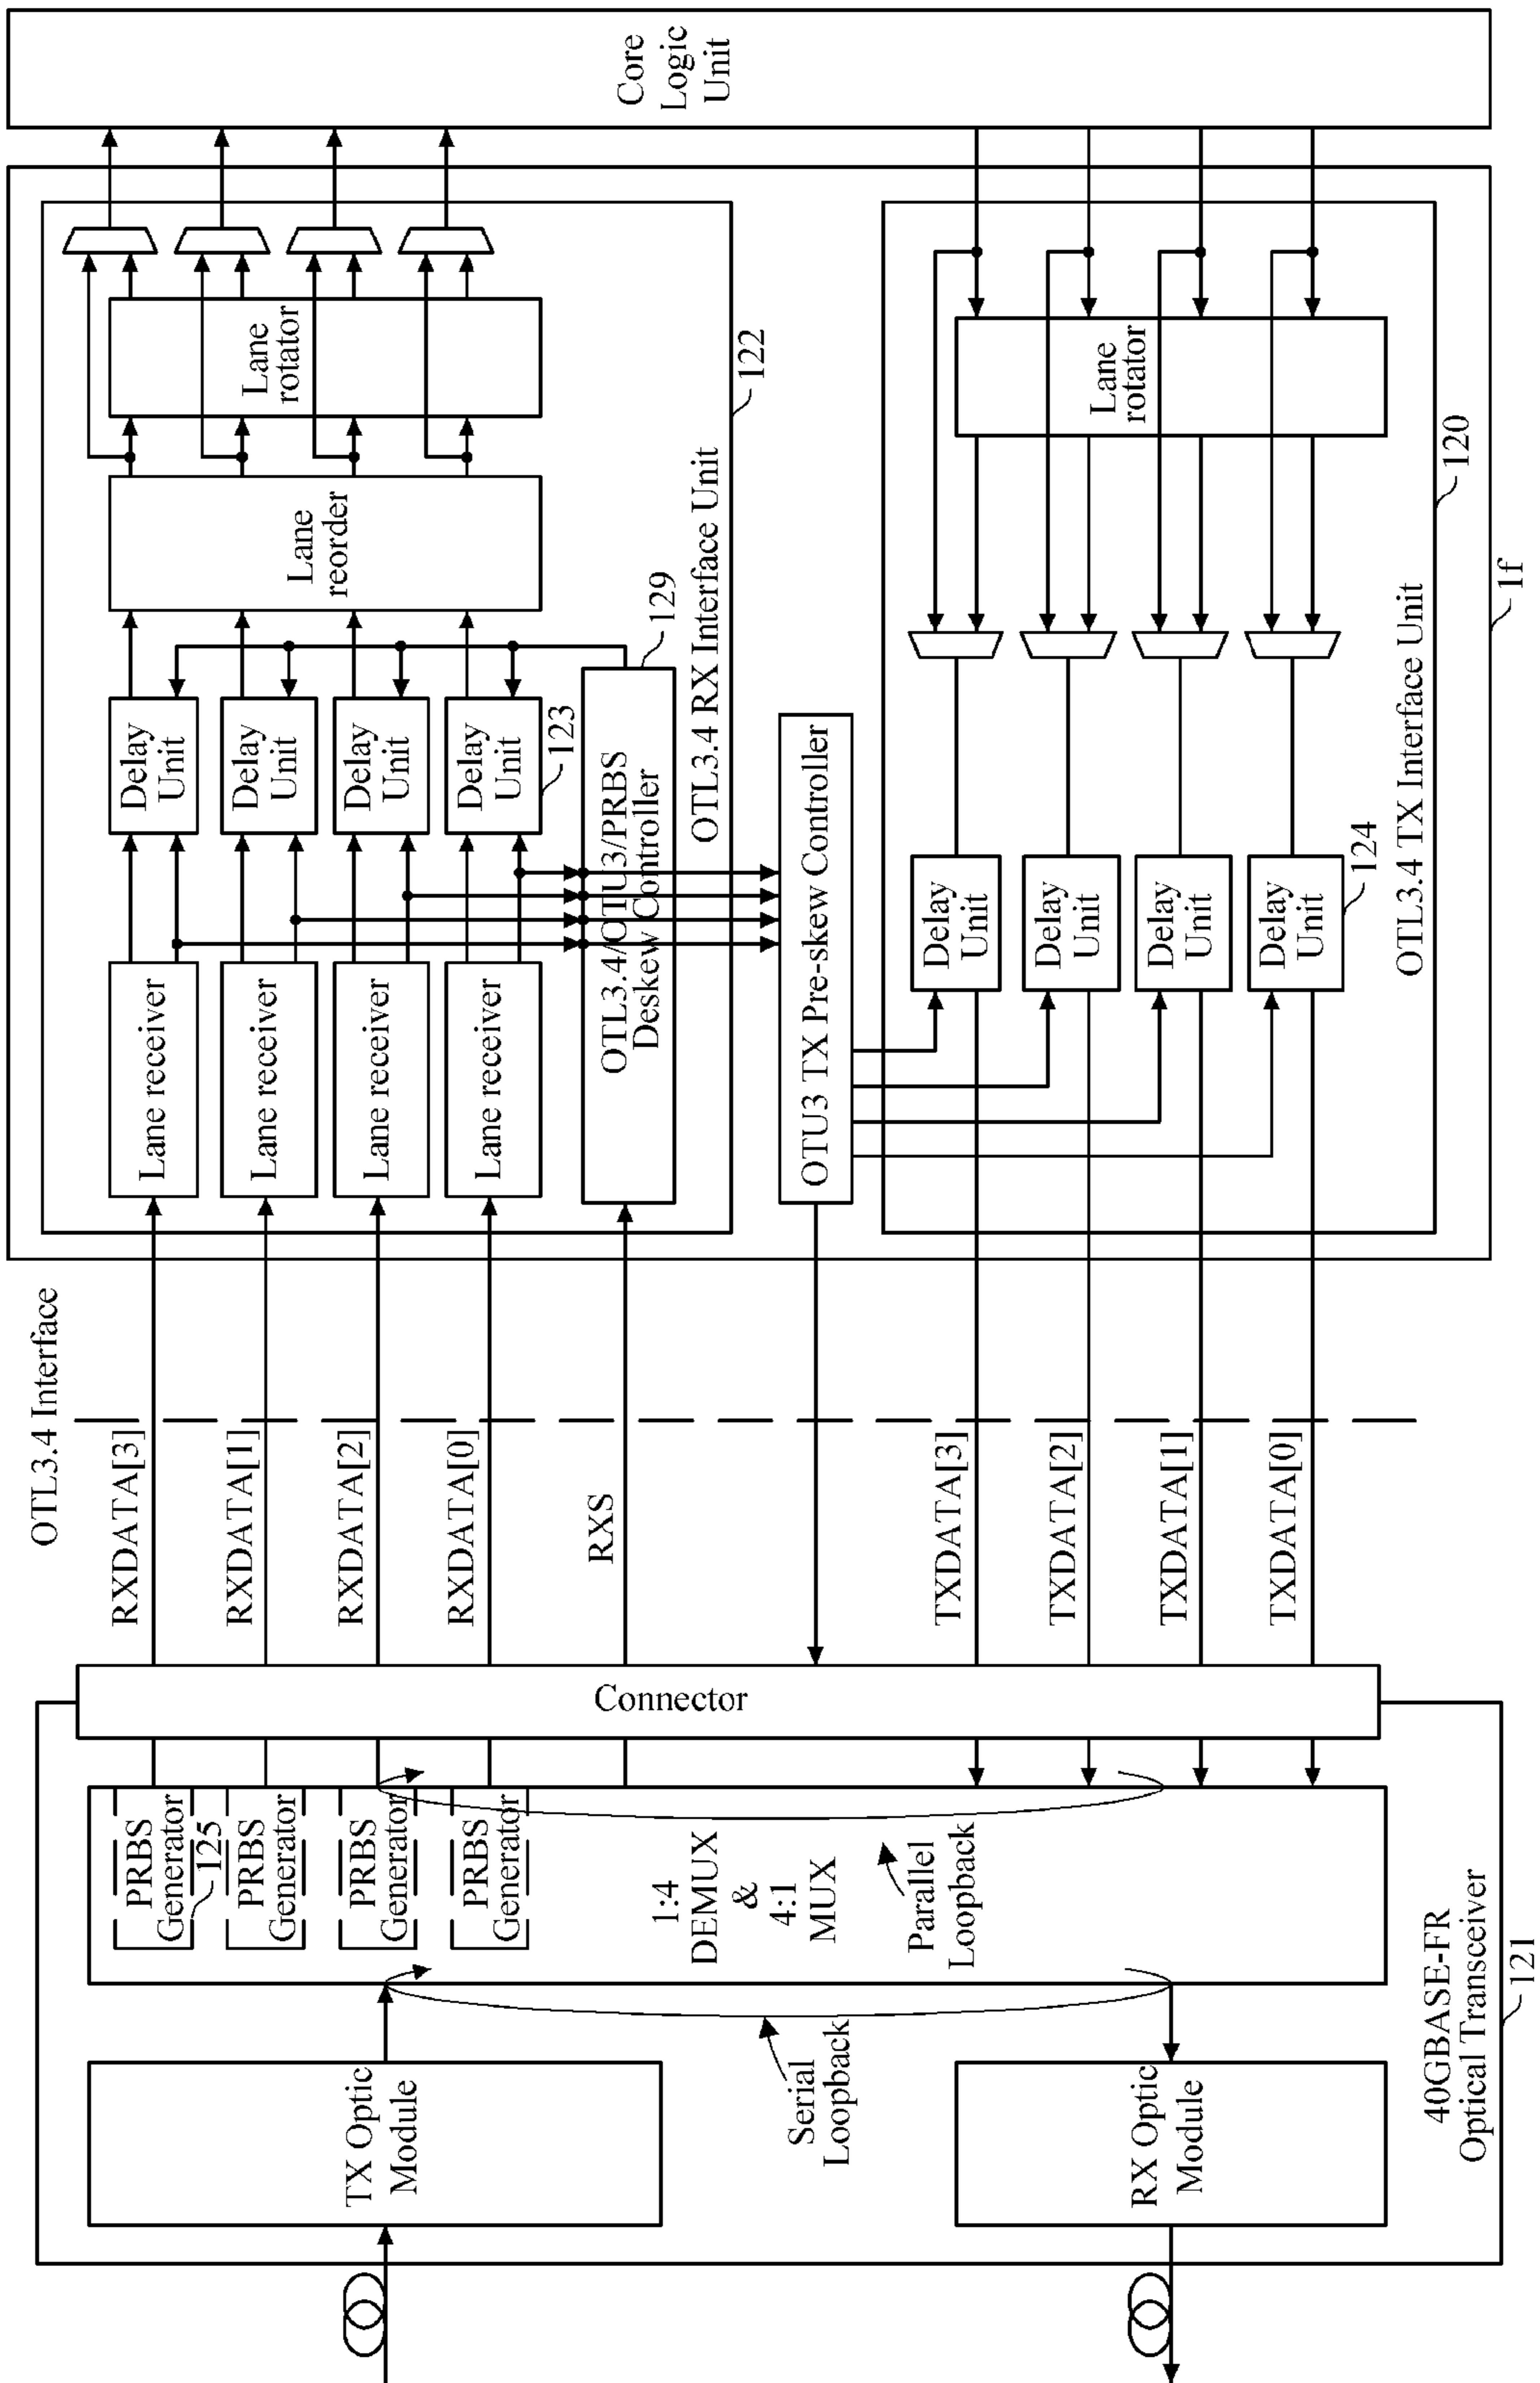 OTL3.4 Interface
TX Optic
Module
RX Optic
Module
Serial
Loopback
40GBASE-FR
Optical Transceiver
121
PRBS
Generator
125
PRBS
Generator
PRBS
Generator
PRBS
Generator
1:4
DEMUX
&
4:1
MUX
Parallel
Loopback
Connector
RXDATA[3]
RXDATA[1]
RXDATA[2]
RXDATA[0]
RXS
TXDATA[3]
TXDATA[2]
TXDATA[1]
TXDATA[0]
Lane receiver
Lane receiver
Lane receiver
Lane receiver
Delay
Unit
Delay
Unit
Delay
Unit
Delay
Unit
123
OTL3.4/OTU3/PRBS
Deskew Controller
129
Lane
reorder
Lane
rotator
OTL3.4 RX Interface Unit
122
OTU3 TX Pre-skew Controller
Delay
Unit
Delay
Unit
Delay
Unit
Delay
Unit
124
Lane
rotator
OTL3.4 TX Interface Unit
120
1f
Core
Logic
Unit